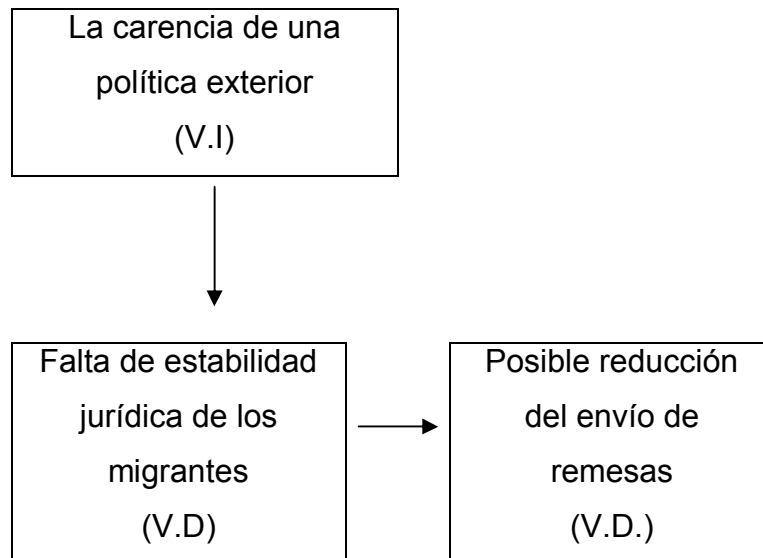 La carencia de una
política exterior
(V.I)
Falta de estabilidad
jurídica de los
migrantes
(V.D)
Posible reducción
del envío de
remesas
(V.D.)